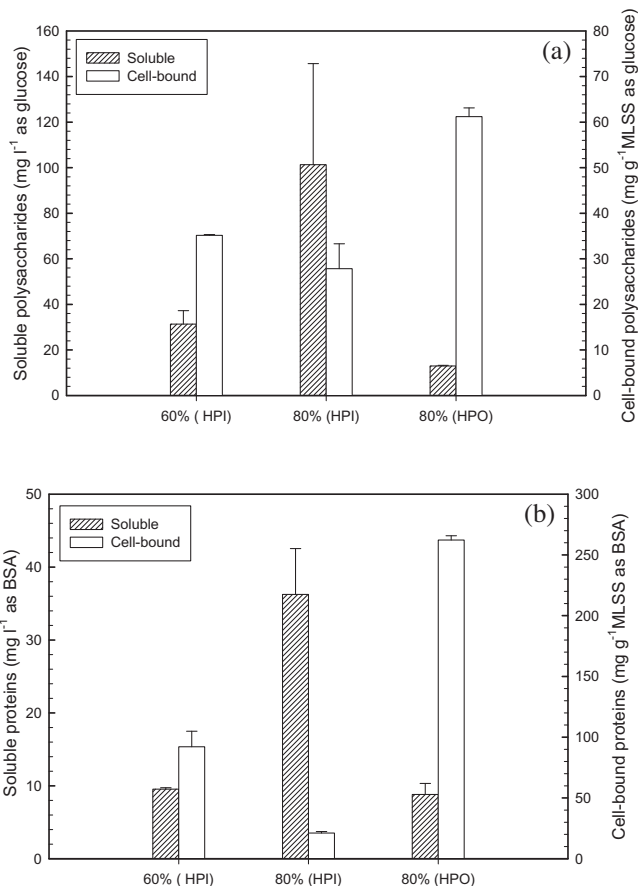 (a)
Soluble
Cell-bound
Soluble polysaccharides (mg l⁻¹ as glucose)
160
140
120
100
80
60
40
20
0
Cell-bound polysaccharides (mg g⁻¹MLSS as glucose)
80
70
60
50
40
30
20
10
0
60% ( HPI) 80% (HPI) 80% (HPO)
(b)
Soluble
Cell-bound
Soluble proteins (mg l⁻¹ as BSA)
50
40
30
20
10
0
Cell-bound proteins (mg g⁻¹MLSS as BSA)
300
250
200
150
100
50
0
60% ( HPI) 80% (HPI) 80% (HPO)